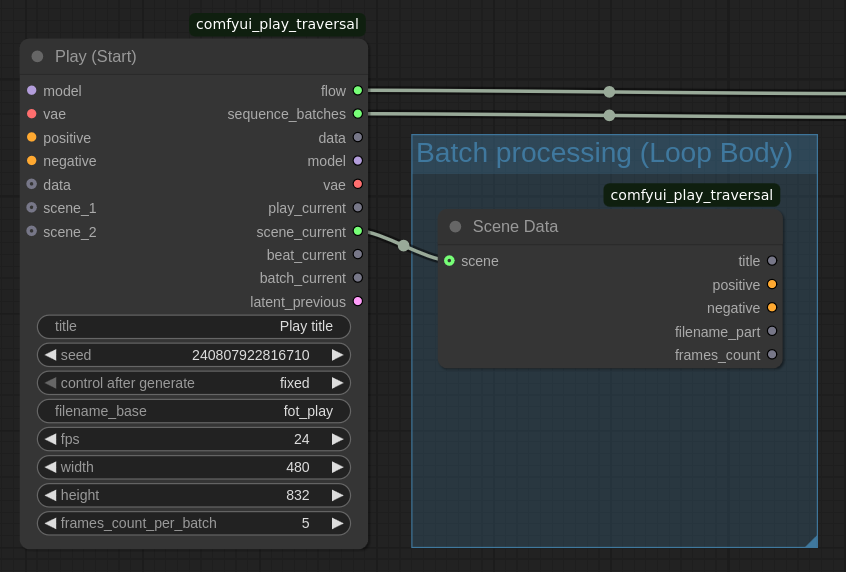 comfyui_play_traversal
Play (Start)
model flow
vae sequence_batches
positive data
negative model
data vae
scene_1 play_current
scene_2 scene_current
beat_current
batch_current
latent_previous
title Play title
seed 240807922816710
control after generate fixed
filename_base fot_play
fps 24
width 480
height 832
frames_count_per_batch 5
Batch processing (Loop Body)
comfyui_play_traversal
Scene Data
scene title
positive
negative
filename_part
frames_count